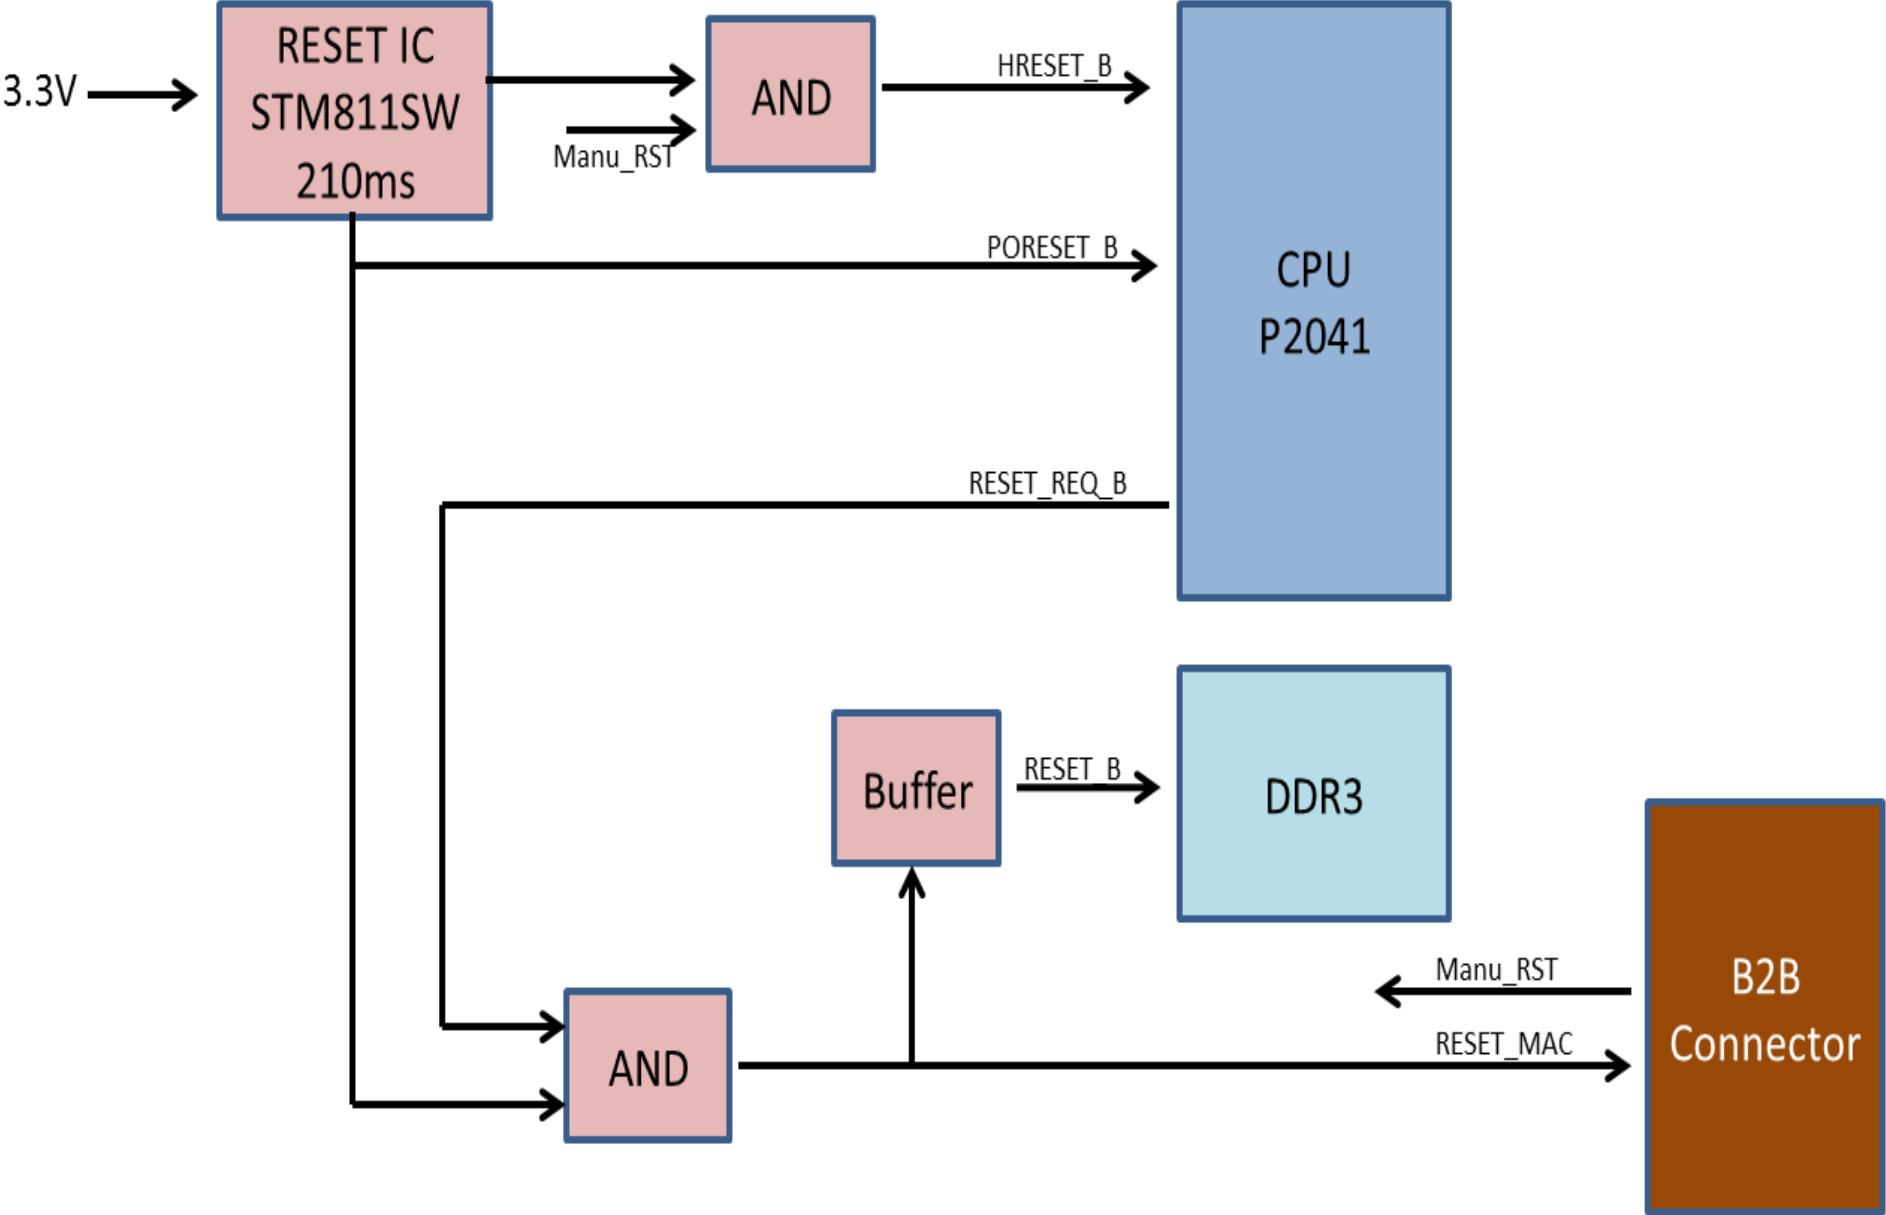 3.3V
RESET IC
STM811SW
210ms
Manu_RST
AND
HRESET_B
PORESET_B
CPU
P2041
RESET_REQ_B
Buffer
RESET_B
DDR3
AND
Manu_RST
RESET_MAC
B2B
Connector